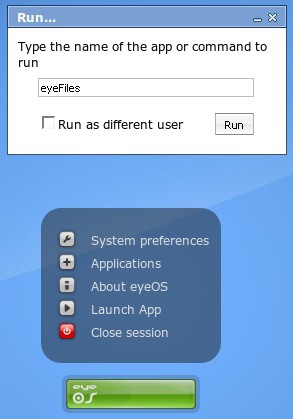 Run...
Type the name of the app or command to
run
eyeFiles
Run as different user
Run
System preferences
Applications
About eyeOS
Launch App
Close session
eye
OS